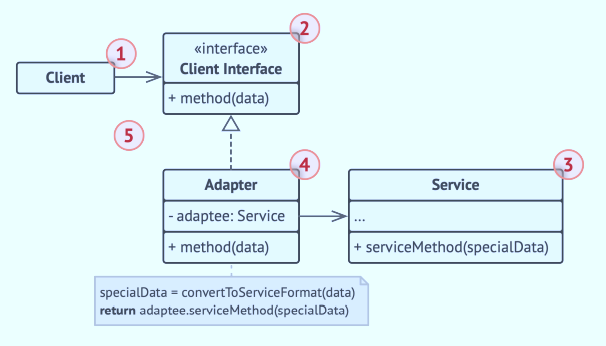 1
Client
2
«interface»
Client Interface
+ method(data)
5
4
Adapter
- adaptee: Service
+ method(data)
3
Service
...
+ serviceMethod(specialData)
specialData = convertToServiceFormat(data)
return adaptee.serviceMethod(specialData)